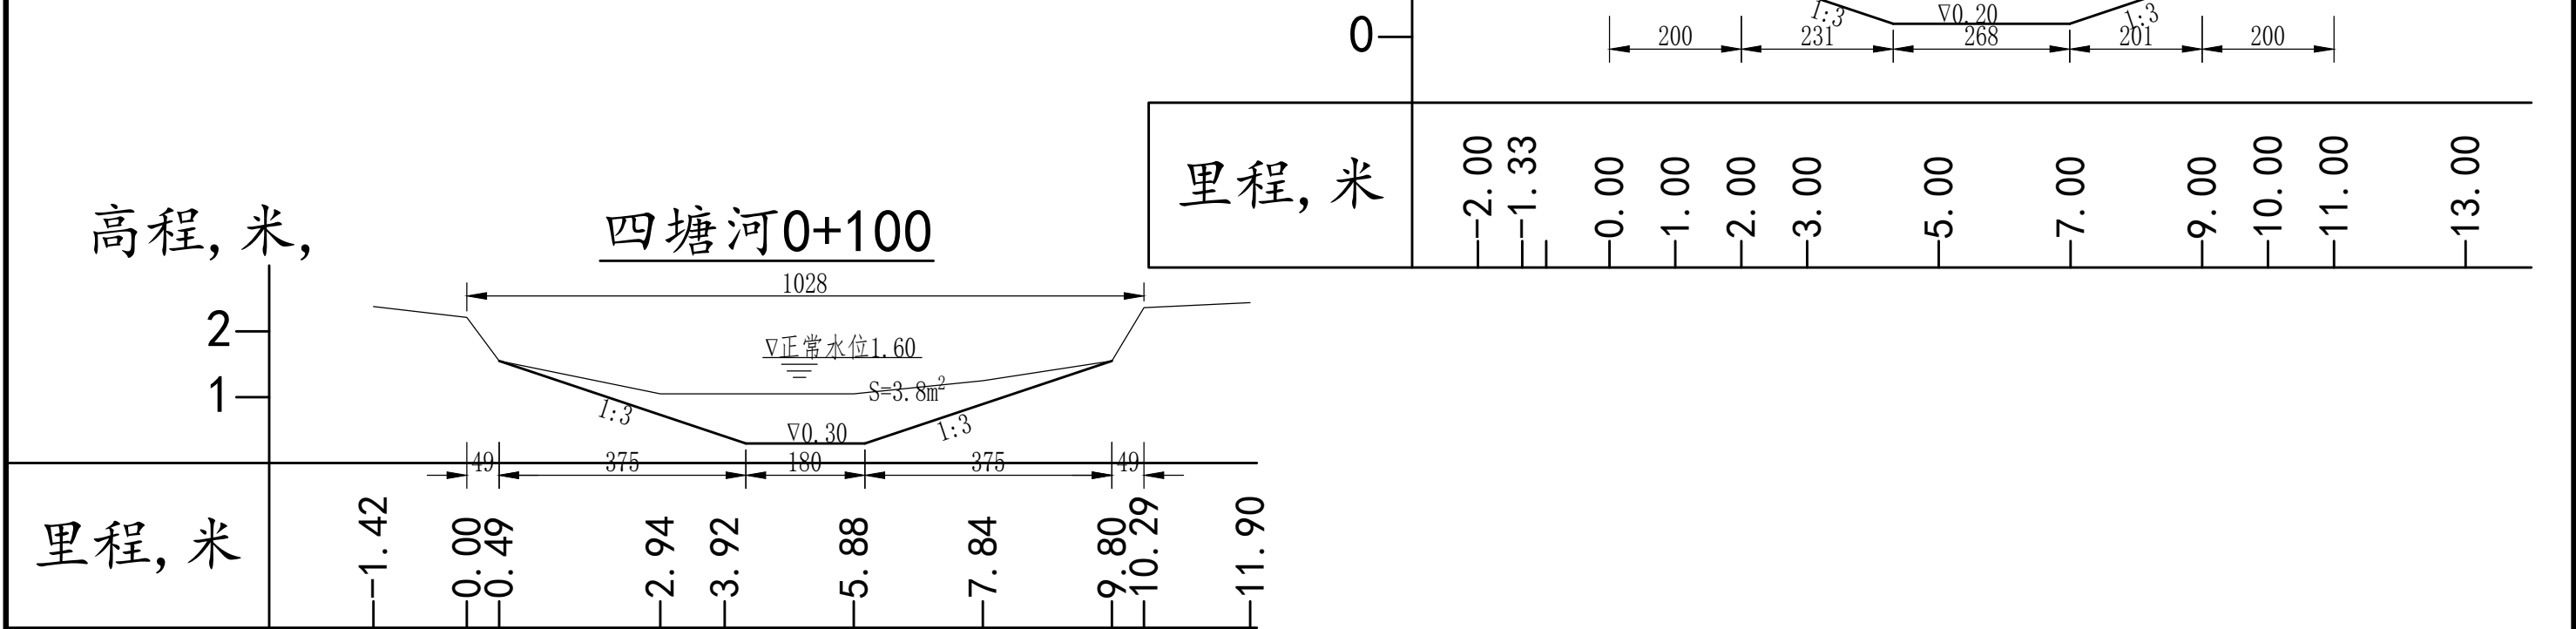 1:3 ▽0.20 1:3
0
200 231 268 201 200
里程,米 -2.00 -1.33 0.00 1.00 2.00 3.00 5.00 7.00 9.00 10.00 11.00 13.00
高程,米,
四塘河0+100
1028
2
▽正常水位1.60
1
S=3.8m²
1:3 ▽0.30 1:3
49 375 180 375 49
里程,米 -1.42 0.00 0.49 2.94 3.92 5.88 7.84 9.80 10.29 11.90